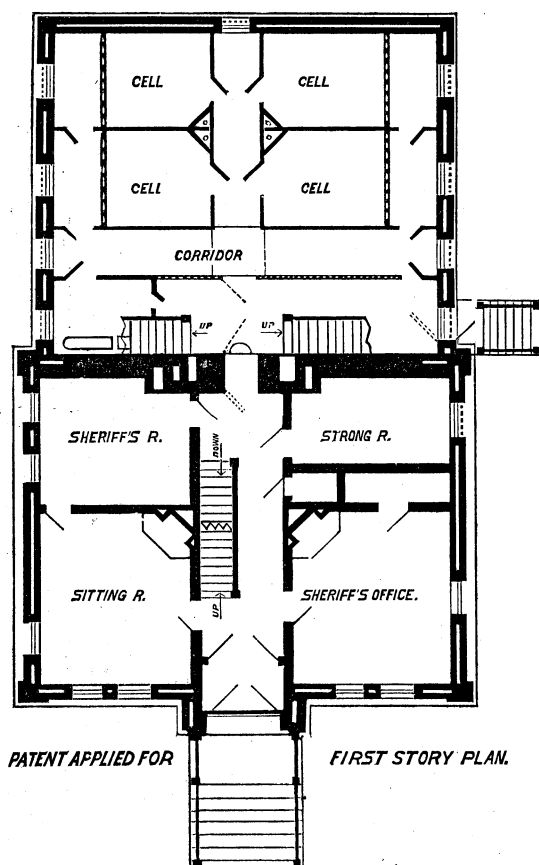 CELL CELL
CELL CELL
CORRIDOR
UP UP
SHERIFF'S R. DOWN STRONG R.
SITTING R. UP SHERIFF'S OFFICE.
PATENT APPLIED FOR FIRST STORY PLAN.